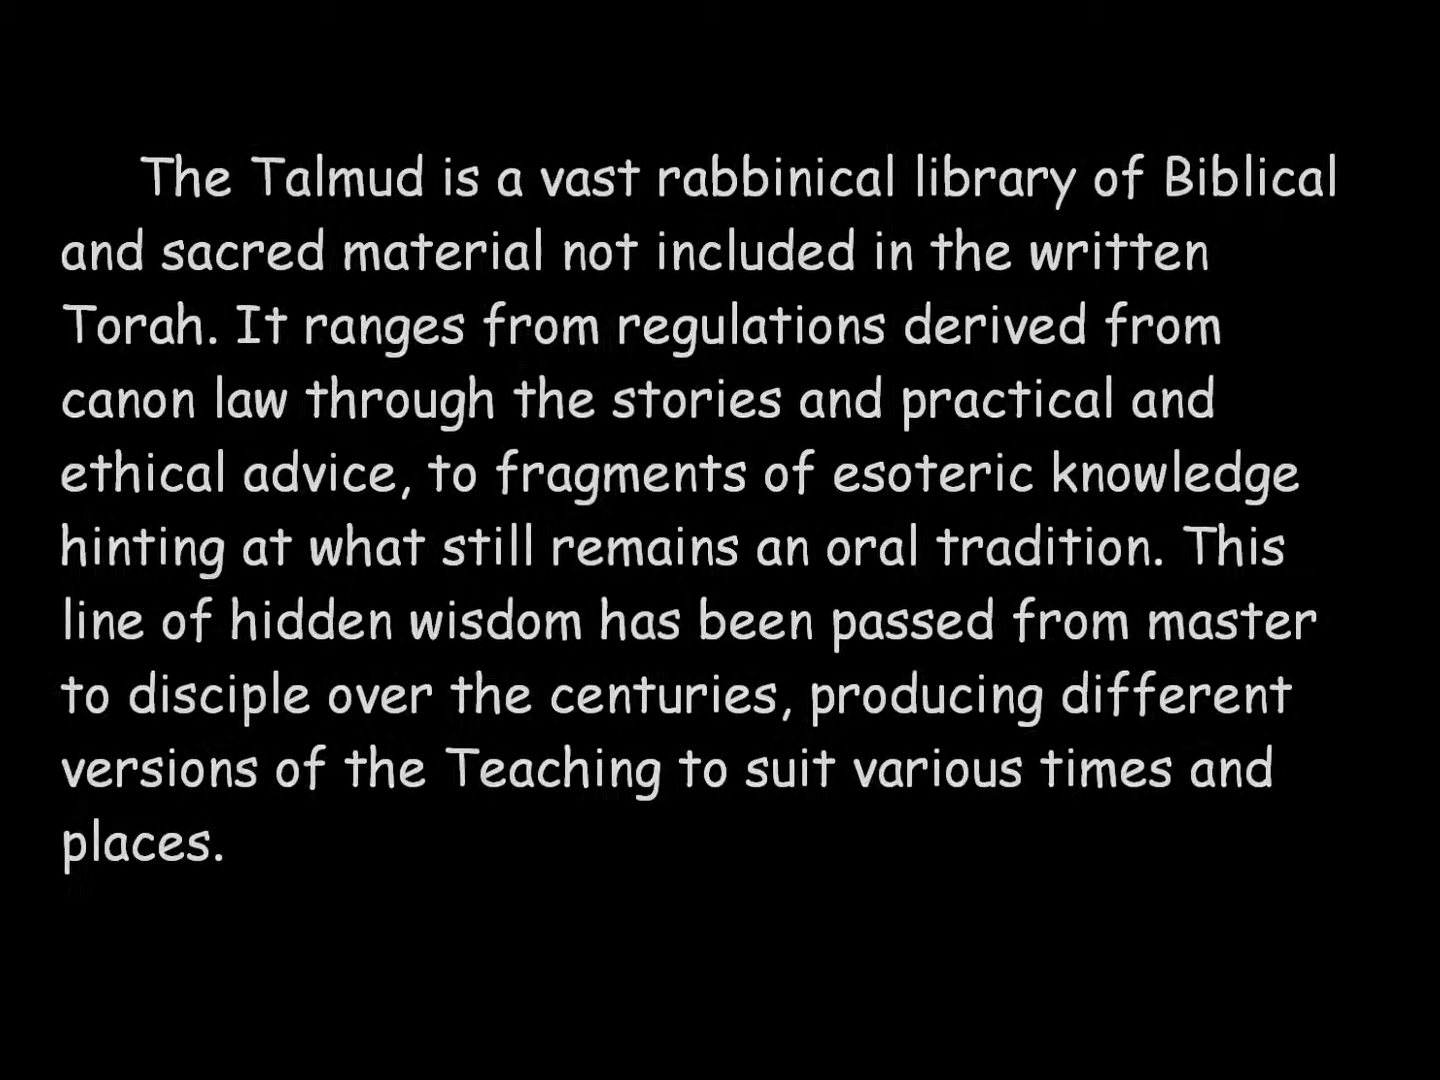 The Talmud is a vast rabbinical library of Biblical
and sacred material not included in the written
Torah. It ranges from regulations derived from
canon law through the stories and practical and
ethical advice, to fragments of esoteric knowledge
hinting at what still remains an oral tradition. This
line of hidden wisdom has been passed from master
to disciple over the centuries, producing different
versions of the Teaching to suit various times and
places.